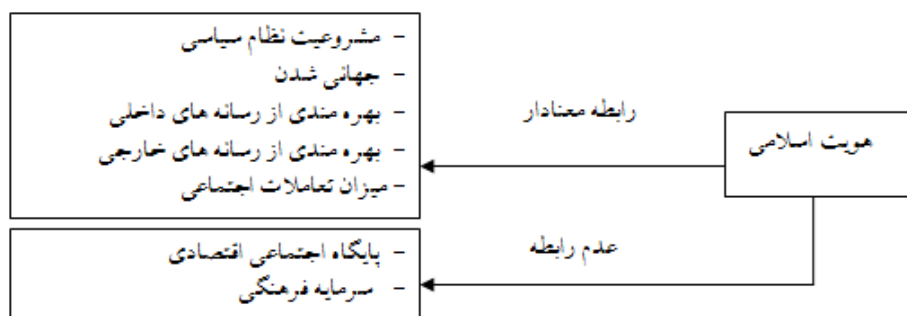 هویت اسلامی
رابطه معنادار
- مشروعیت نظام سیاسی
- جهانی شدن
- بهره مندی از رسانه های داخلی
- بهره مندی از رسانه های خارجی
- میزان تعاملات اجتماعی
عدم رابطه
- پایگاه اجتماعی اقتصادی
- سرمایه فرهنگی